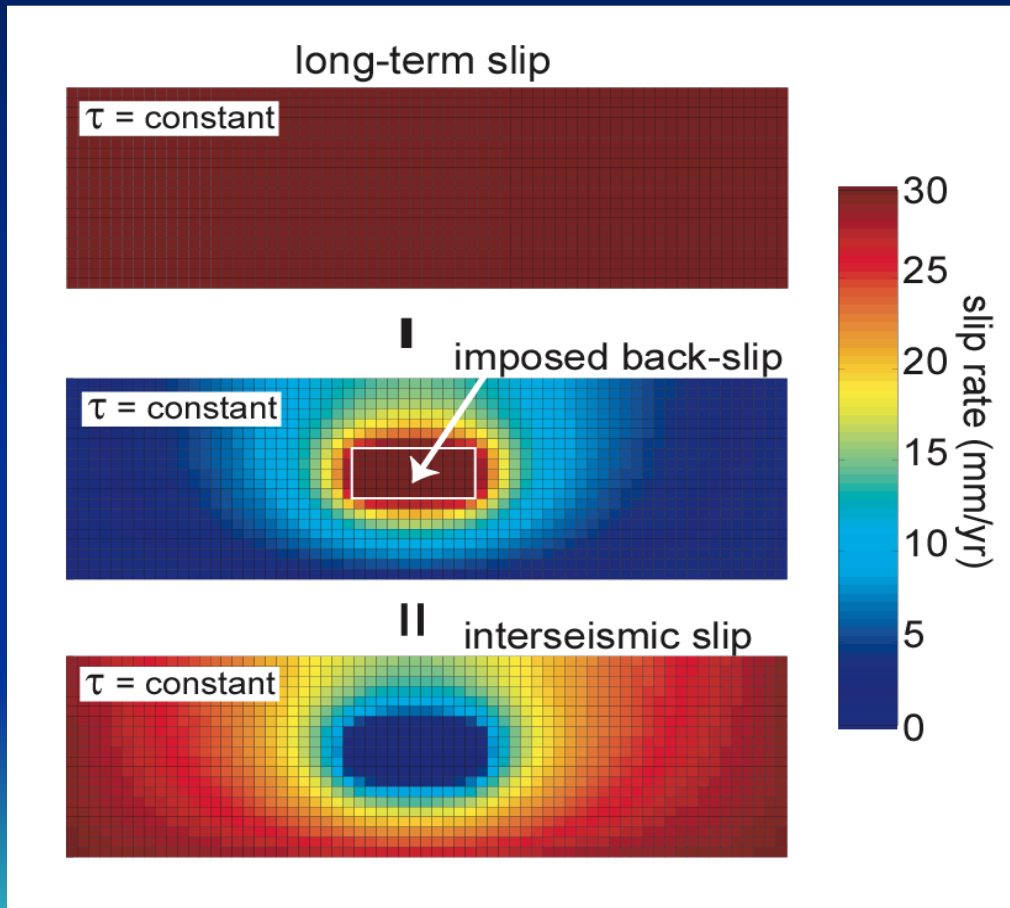 long-term slip
τ = constant
imposed back-slip
τ = constant
interseismic slip
τ = constant
30
25
20
15
10
5
0
slip rate (mm/yr)